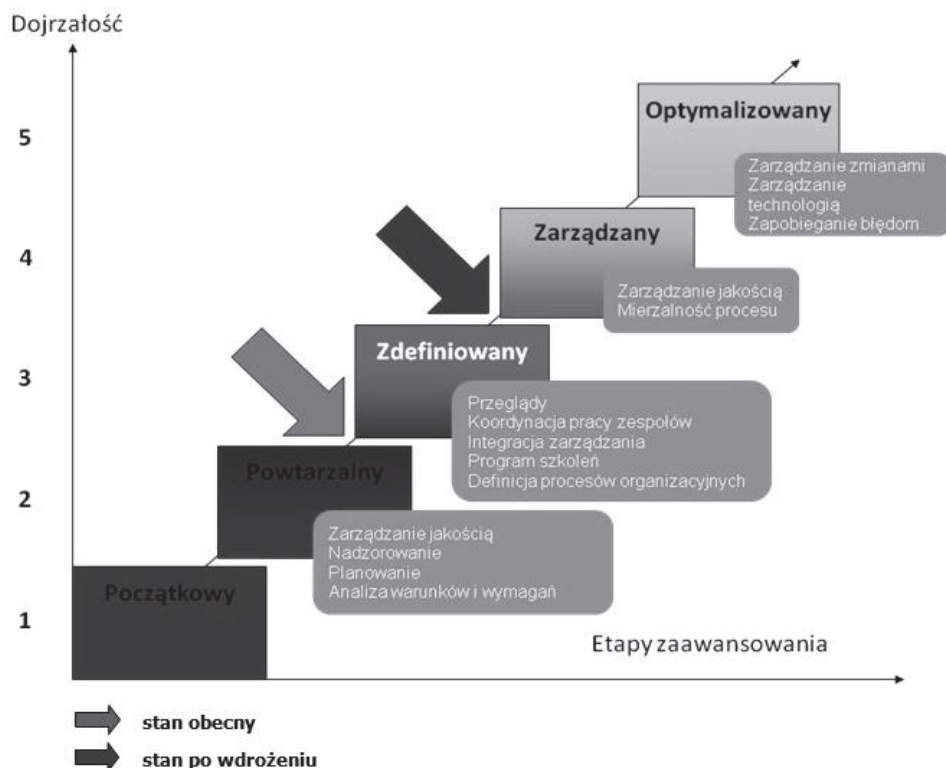 Dojrzałość
5
Optymalizowany
Zarządzanie zmianami
Zarządzanie
technologią
Zapobieganie błędom
4
Zarządzany
Zarządzanie jakością
Mierzalność procesu
3
Zdefiniowany
Przeglądy
Koordynacja pracy zespołów
Integracja zarządzania
Program szkoleń
Definicja procesów organizacyjnych
2
Powtarzalny
Zarządzanie jakością
Nadzorowanie
Planowanie
Analiza warunków i wymagań
1
Początkowy
Etapy zaawansowania
stan obecny
stan po wdrożeniu